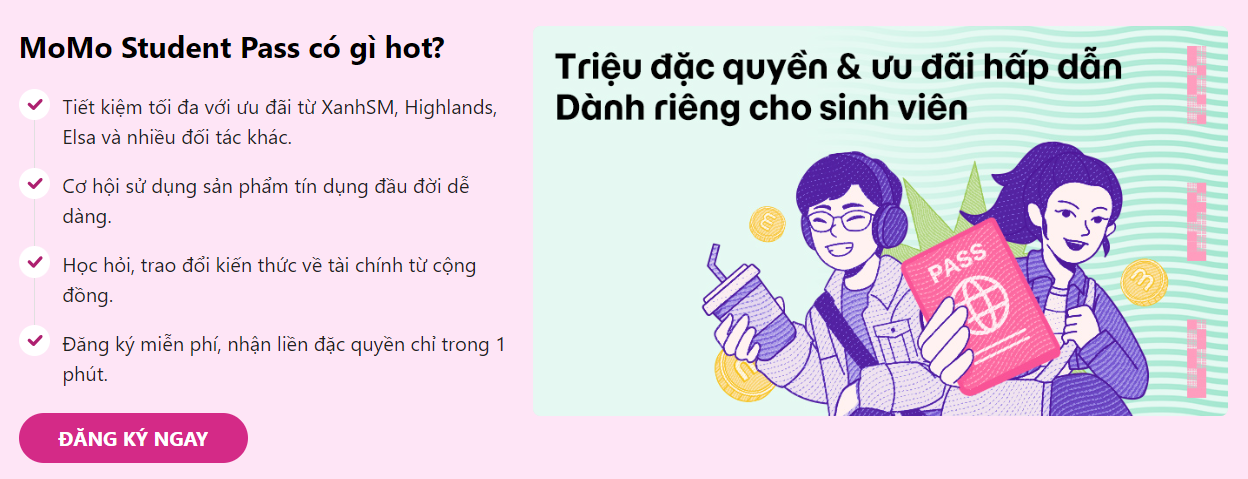 MoMo Student Pass có gì hot?
Tiết kiệm tối đa với ưu đãi từ XanhSM, Highlands,
Elsa và nhiều đối tác khác.
Cơ hội sử dụng sản phẩm tín dụng đầu đời dễ
dàng.
Học hỏi, trao đổi kiến thức về tài chính từ cộng
đồng.
Đăng ký miễn phí, nhận liền đặc quyền chỉ trong 1
phút.
ĐĂNG KÝ NGAY
Triệu đặc quyền & ưu đãi hấp dẫn
Dành riêng cho sinh viên
PASS
m
m
m